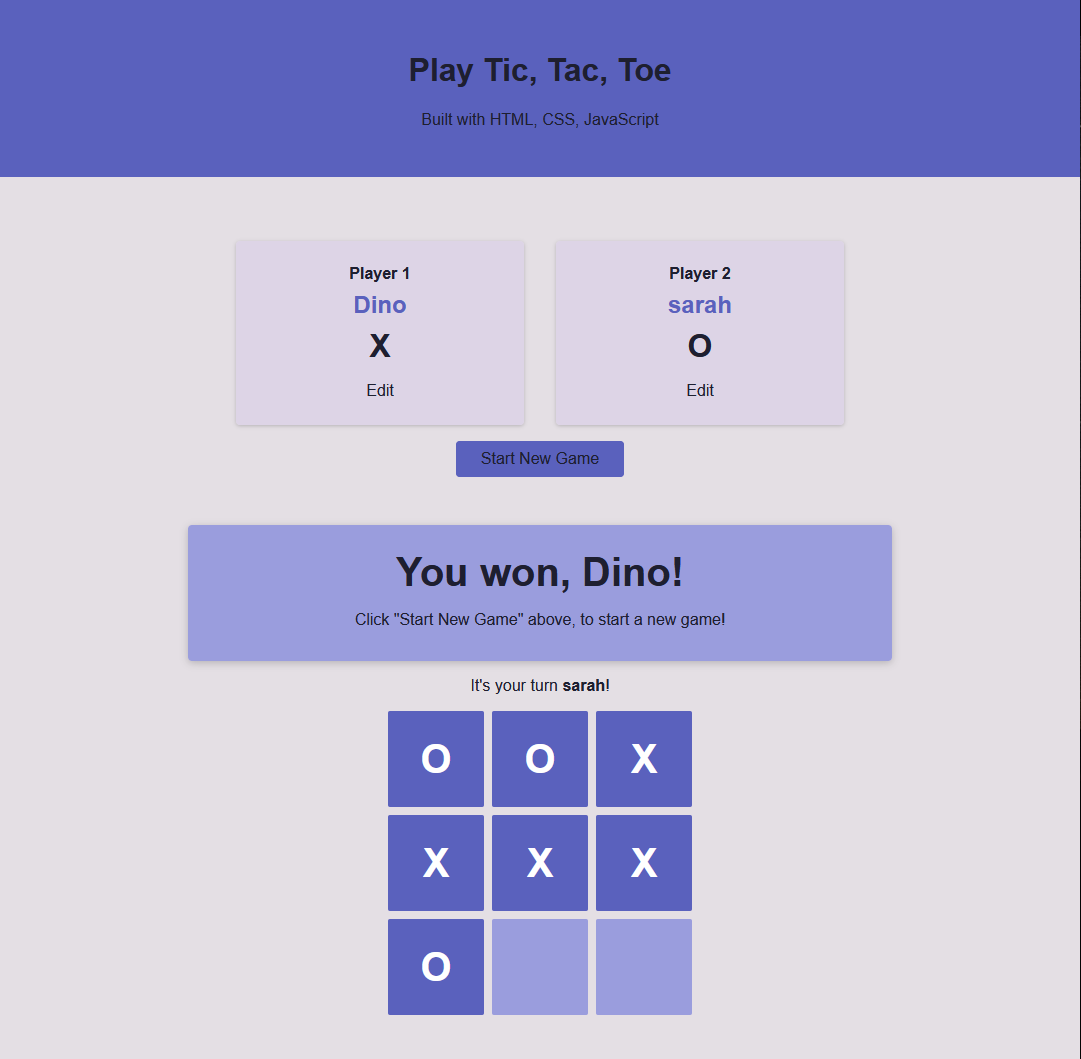 Play Tic, Tac, Toe
Built with HTML, CSS, JavaScript
Player 1
Dino
X
Edit
Player 2
sarah
O
Edit
Start New Game
You won, Dino!
Click "Start New Game" above, to start a new game!
It's your turn sarah!
O O X
X X X
O